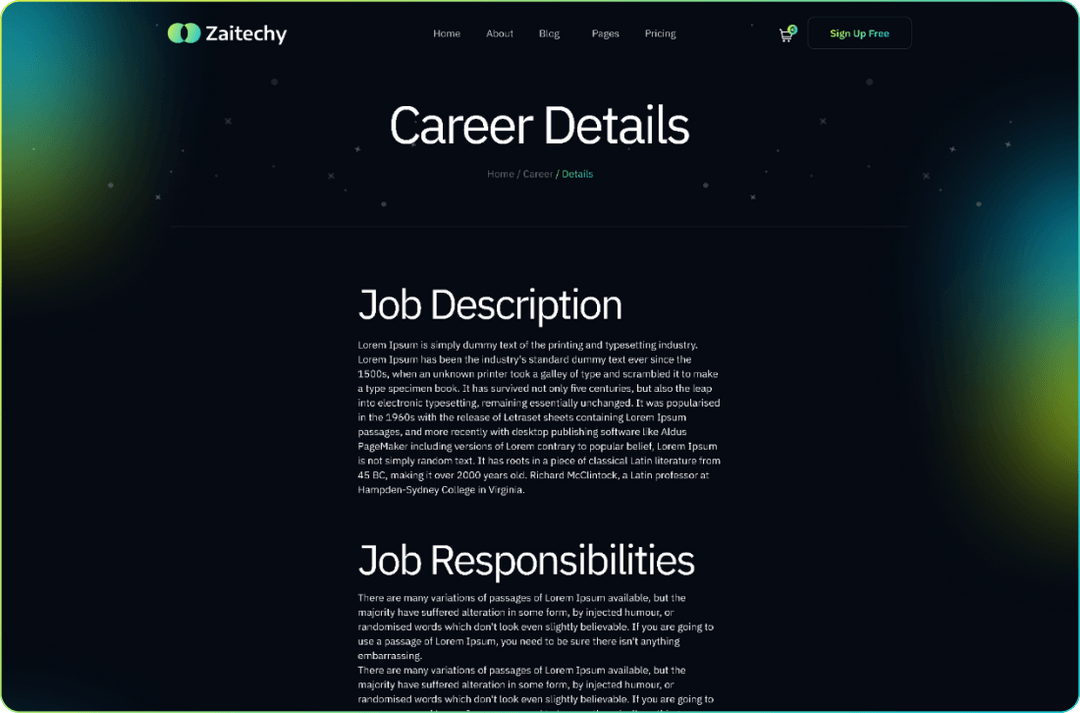 Zaitechy
Home About Blog Pages Pricing
0
Sign Up Free
Career Details
Home / Career / Details
Job Description
Lorem Ipsum is simply dummy text of the printing and typesetting industry.
Lorem Ipsum has been the industry's standard dummy text ever since the
1500s, when an unknown printer took a galley of type and scrambled it to make
a type specimen book. It has survived not only five centuries, but also the leap
into electronic typesetting, remaining essentially unchanged. It was popularised
in the 1960s with the release of Letraset sheets containing Lorem Ipsum
passages, and more recently with desktop publishing software like Aldus
PageMaker including versions of Lorem contrary to popular belief, Lorem Ipsum
is not simply random text. It has roots in a piece of classical Latin literature from
45 BC, making it over 2000 years old. Richard McClintock, a Latin professor at
Hampden-Sydney College in Virginia.
Job Responsibilities
There are many variations of passages of Lorem Ipsum available, but the
majority have suffered alteration in some form, by injected humour, or
randomised words which don't look even slightly believable. If you are going to
use a passage of Lorem Ipsum, you need to be sure there isn't anything
embarrassing.
There are many variations of passages of Lorem Ipsum available, but the
majority have suffered alteration in some form, by injected humour, or
randomised words which don't look even slightly believable. If you are going to